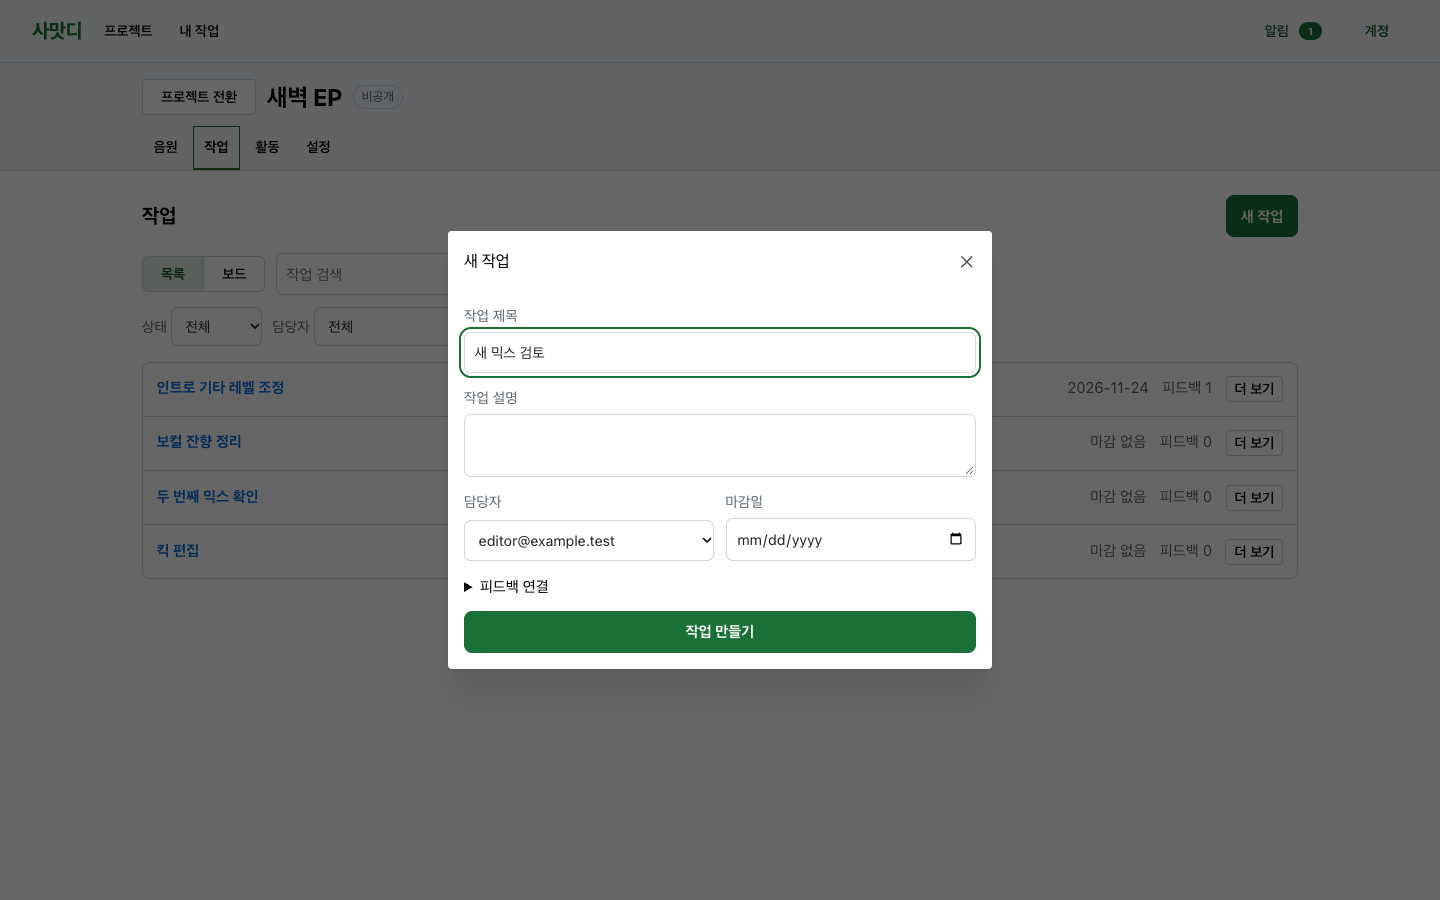 사맛디 프로젝트 내 작업 알림 1 계정
프로젝트 전환 새벽 EP 비공개
음원 작업 활동 설정
작업 새 작업
목록 보드 작업 검색
상태 전체 담당자 전체
인트로 기타 레벨 조정 2026-11-24 피드백 1 더 보기
보컬 잔향 정리 마감 없음 피드백 0 더 보기
두 번째 믹스 확인 마감 없음 피드백 0 더 보기
킥 편집 마감 없음 피드백 0 더 보기
새 작업
작업 제목
새 믹스 검토
작업 설명
담당자 마감일
editor@example.test mm/dd/yyyy
피드백 연결
작업 만들기